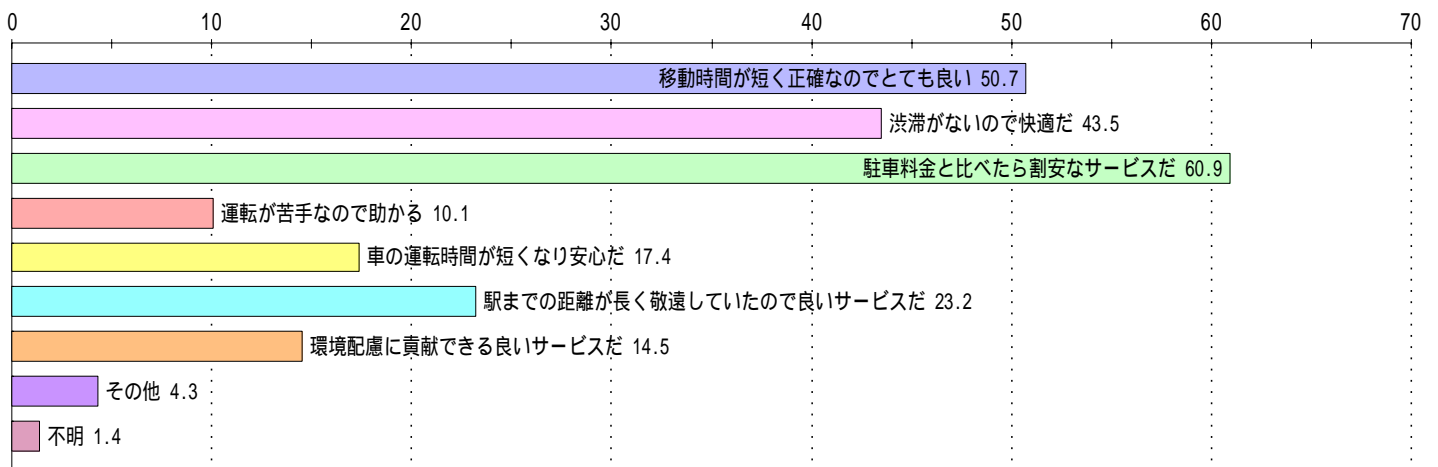 0 10 20 30 40 50 60 70
移動時間が短く正確なのでとても良い 50.7
渋滞がないので快適だ 43.5
駐車料金と比べたら割安なサービスだ 60.9
運転が苦手なので助かる 10.1
車の運転時間が短くなり安心だ 17.4
駅までの距離が長く敬遠していたので良いサービスだ 23.2
環境配慮に貢献できる良いサービスだ 14.5
その他 4.3
不明 1.4